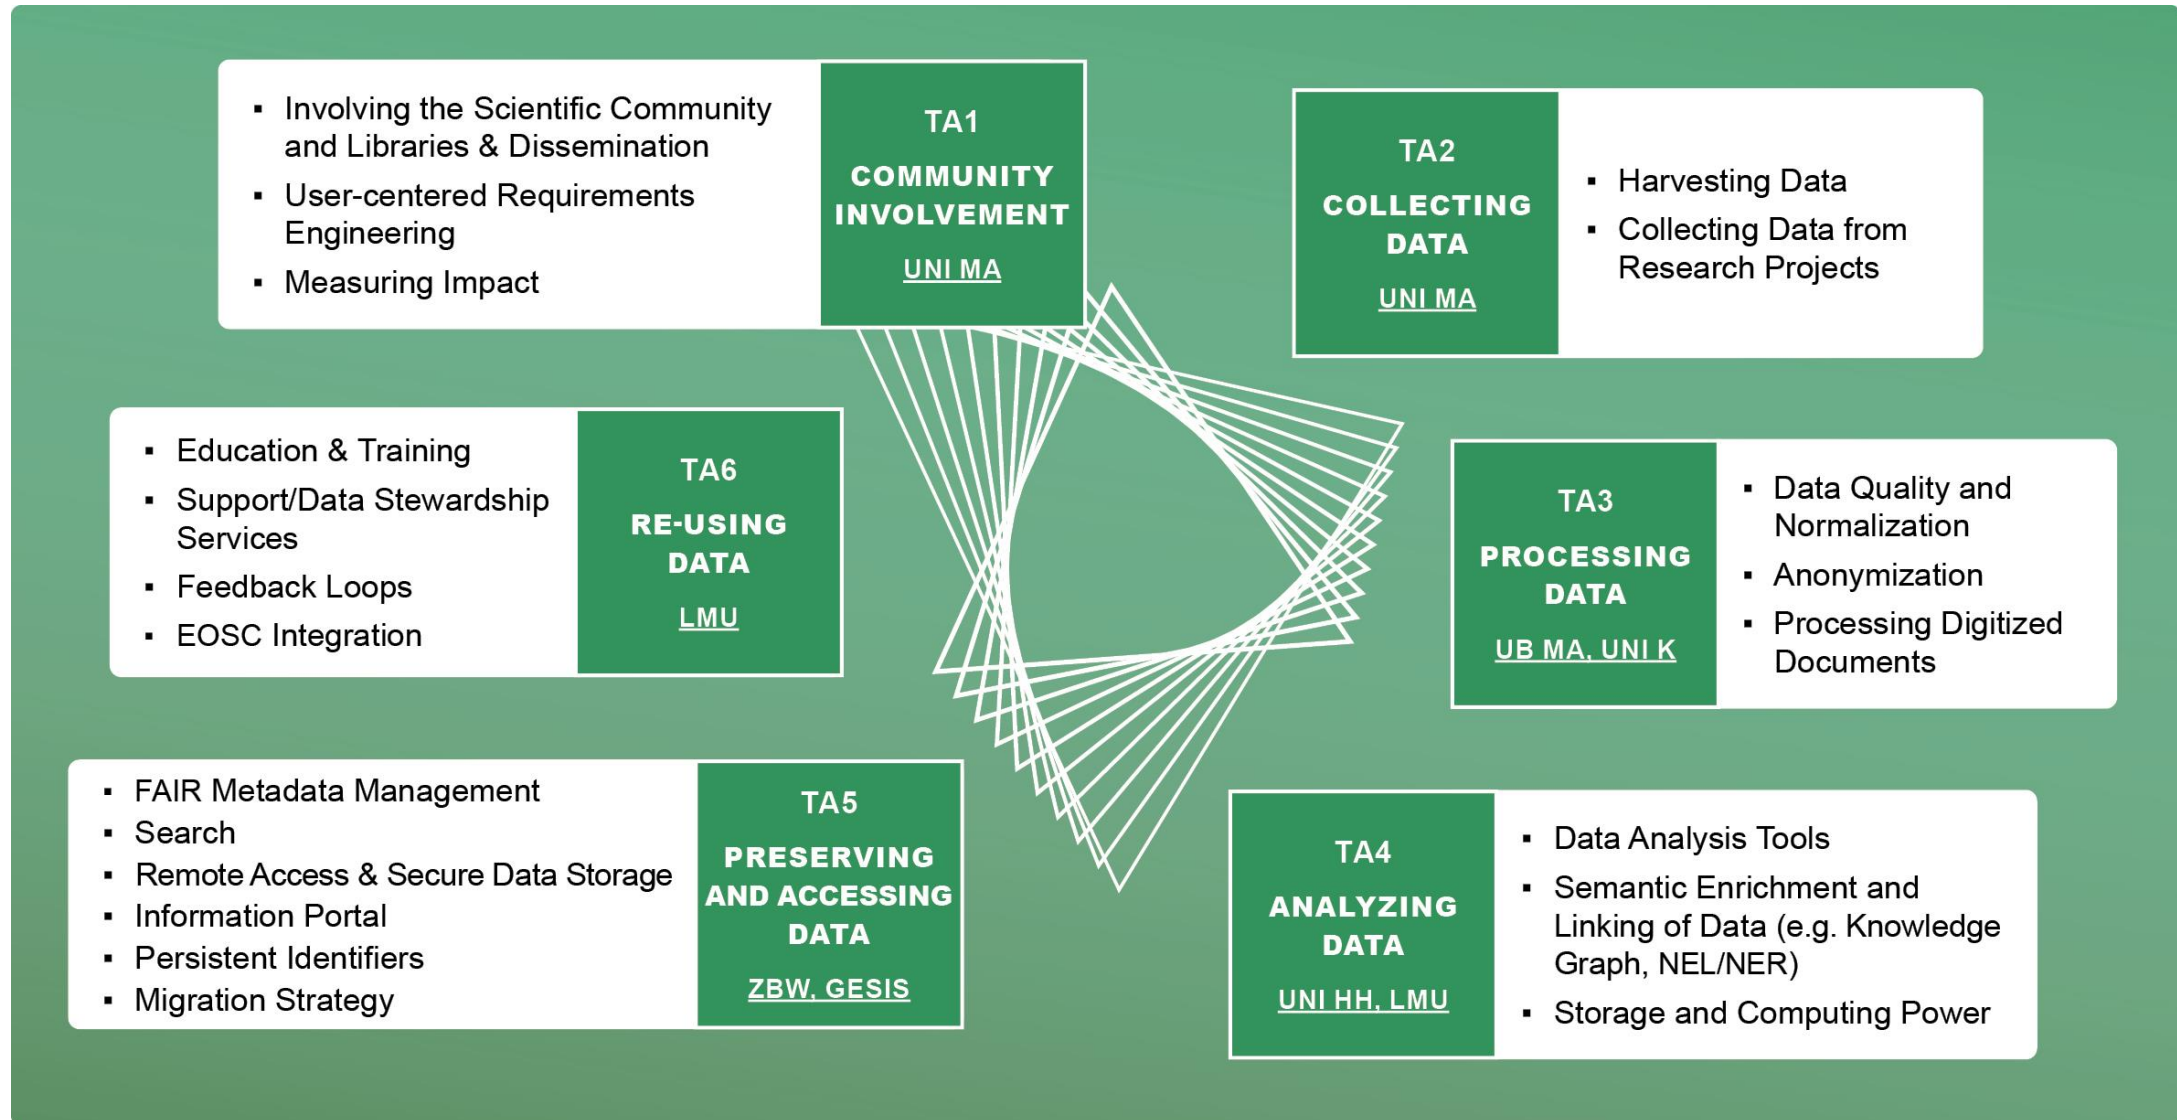 ▪ Involving the Scientific Community
and Libraries & Dissemination
▪ User-centered Requirements
Engineering
▪ Measuring Impact
TA1
COMMUNITY
INVOLVEMENT
UNI MA
TA2
COLLECTING
DATA
UNI MA
▪ Harvesting Data
▪ Collecting Data from
Research Projects
▪ Education & Training
▪ Support/Data Stewardship
Services
▪ Feedback Loops
▪ EOSC Integration
TA6
RE-USING
DATA
LMU
TA3
PROCESSING
DATA
UB MA, UNI K
▪ Data Quality and
Normalization
▪ Anonymization
▪ Processing Digitized
Documents
▪ FAIR Metadata Management
▪ Search
▪ Remote Access & Secure Data Storage
▪ Information Portal
▪ Persistent Identifiers
▪ Migration Strategy
TA5
PRESERVING
AND ACCESSING
DATA
ZBW, GESIS
TA4
ANALYZING
DATA
UNI HH, LMU
▪ Data Analysis Tools
▪ Semantic Enrichment and
Linking of Data (e.g. Knowledge
Graph, NEL/NER)
▪ Storage and Computing Power